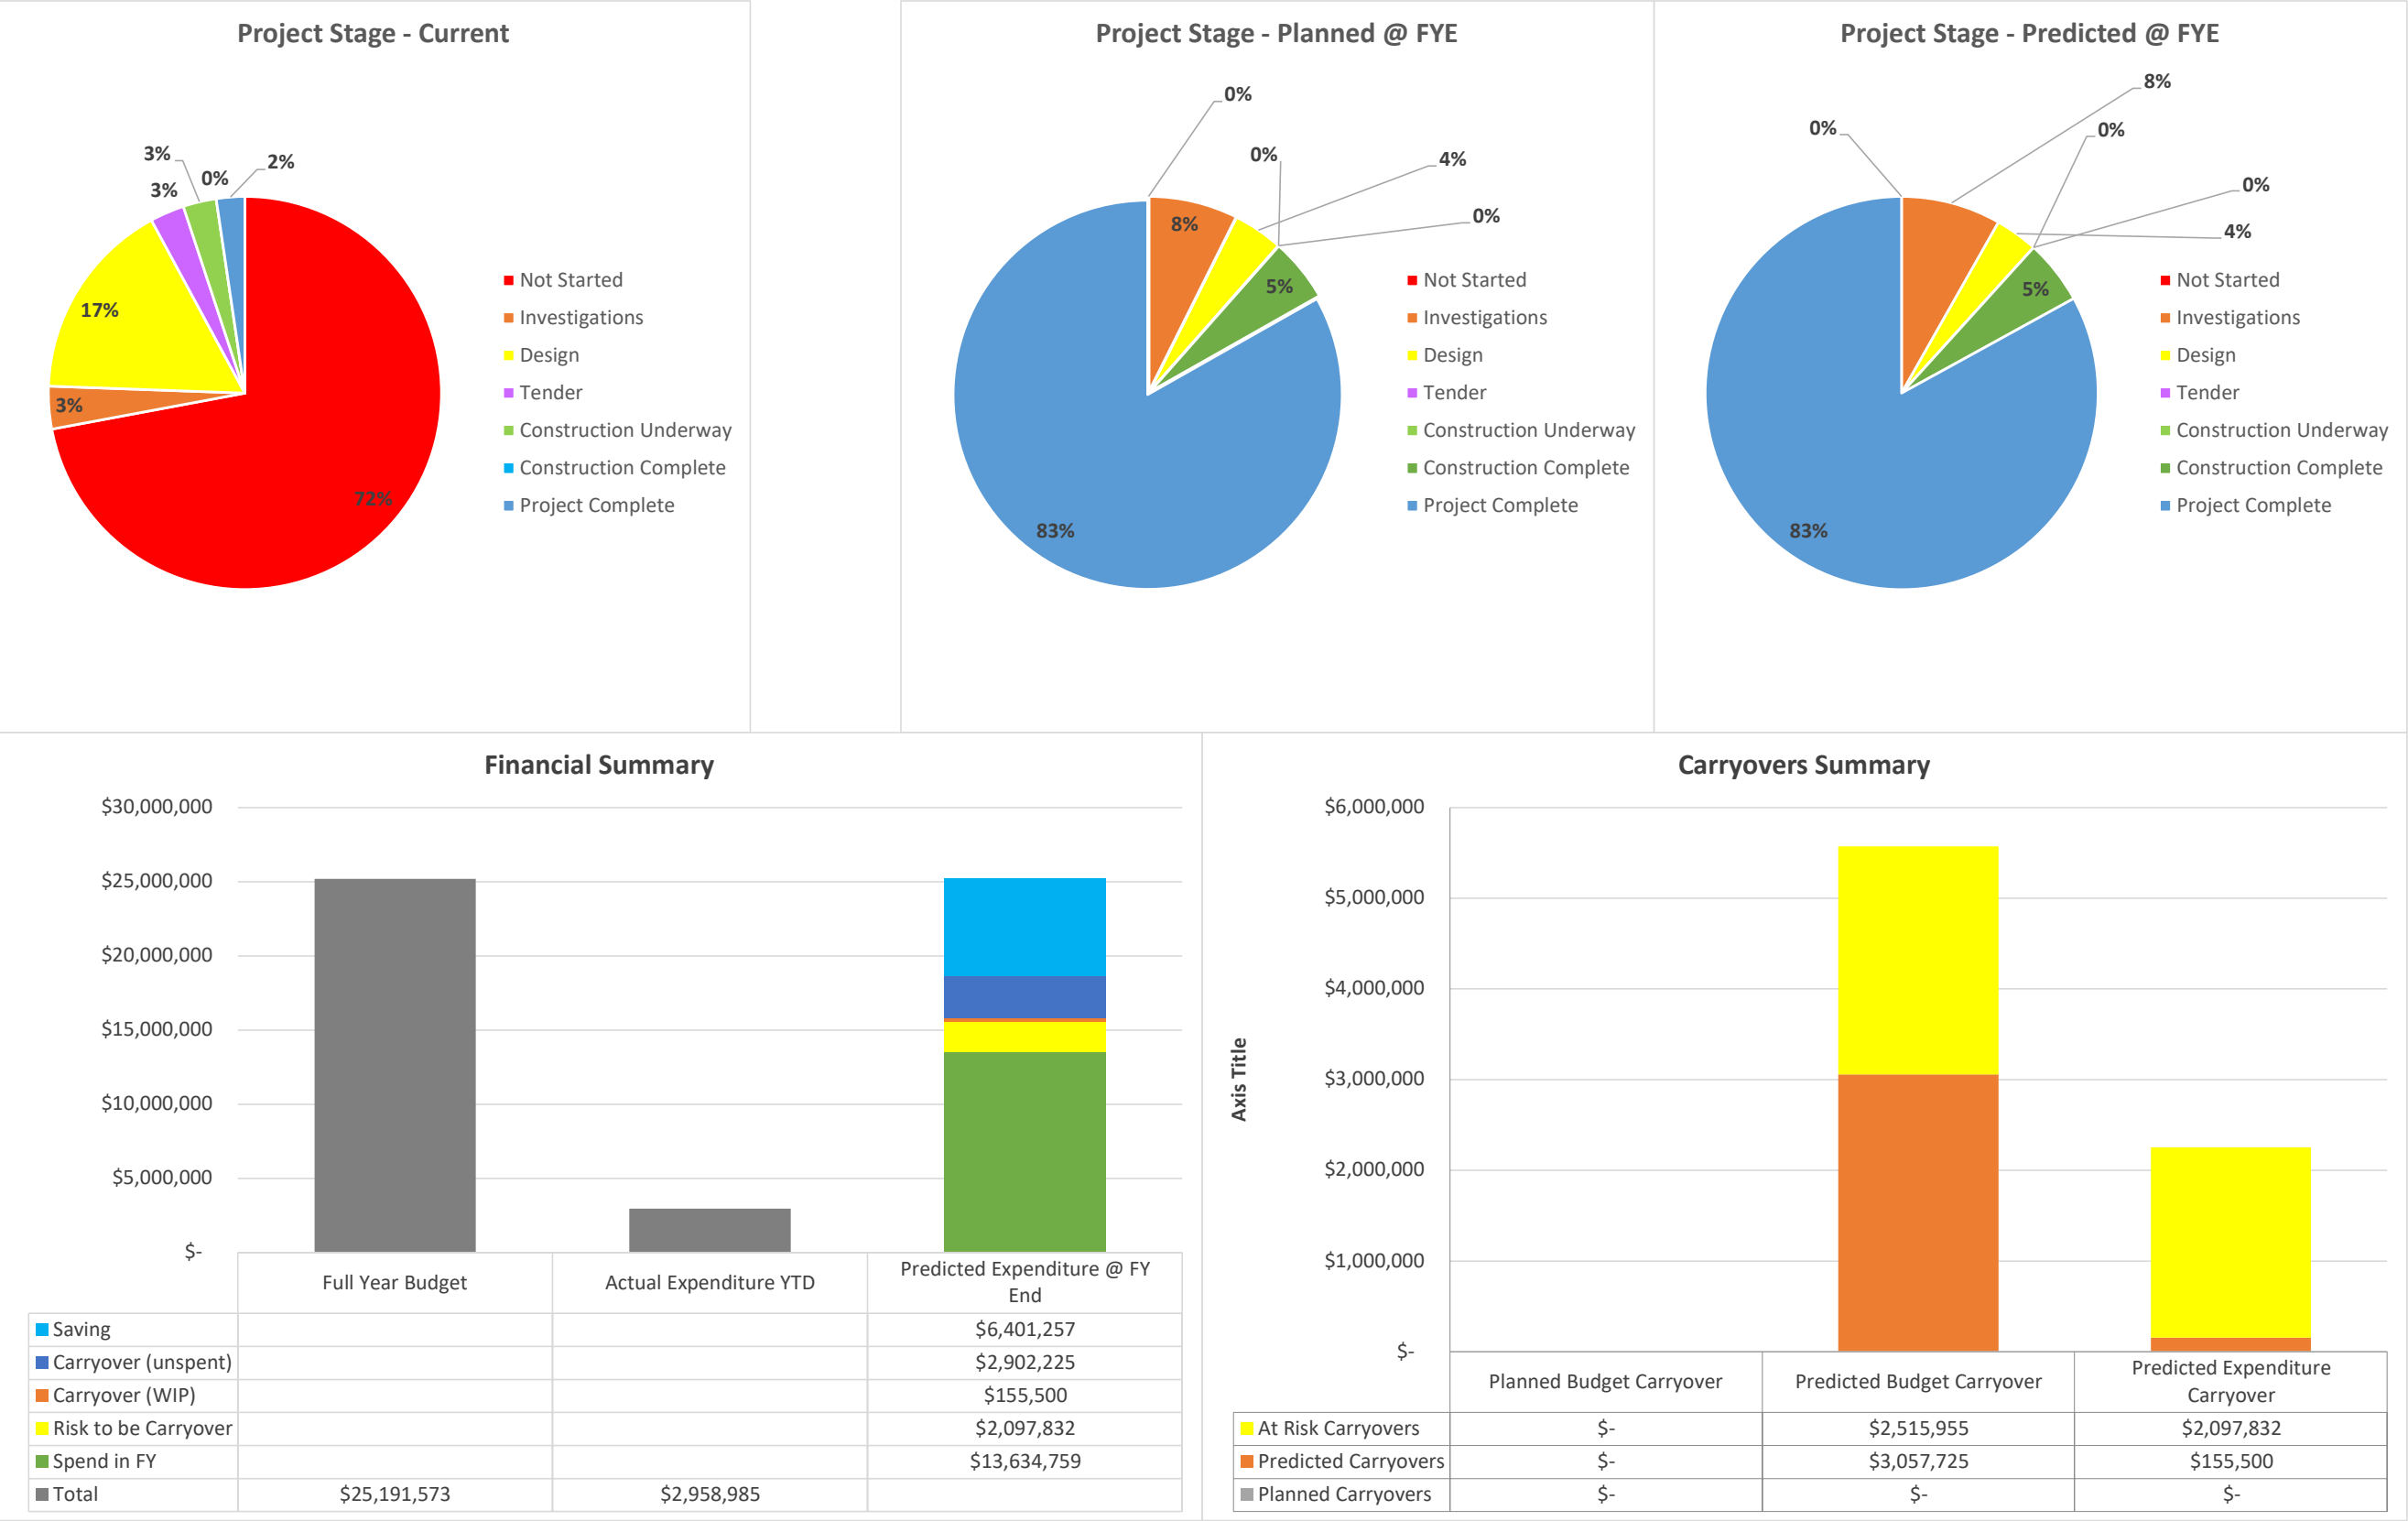 Project Stage - Current
3%
3%
0%
2%
17%
3%
72%
Not Started
Investigations
Design
Tender
Construction Underway
Construction Complete
Project Complete
Project Stage - Planned @ FYE
0%
0%
4%
0%
8%
5%
83%
Not Started
Investigations
Design
Tender
Construction Underway
Construction Complete
Project Complete
Project Stage - Predicted @ FYE
8%
0%
0%
0%
4%
5%
83%
Not Started
Investigations
Design
Tender
Construction Underway
Construction Complete
Project Complete
Financial Summary
$30,000,000
$25,000,000
$20,000,000
$15,000,000
$10,000,000
$5,000,000
$-
Full Year Budget Actual Expenditure YTD Predicted Expenditure @ FY
End
Saving $6,401,257
Carryover (unspent) $2,902,225
Carryover (WIP) $155,500
Risk to be Carryover $2,097,832
Spend in FY $13,634,759
Total $25,191,573 $2,958,985
Carryovers Summary
Axis Title
$6,000,000
$5,000,000
$4,000,000
$3,000,000
$2,000,000
$1,000,000
$-
Planned Budget Carryover Predicted Budget Carryover Predicted Expenditure
Carryover
At Risk Carryovers $- $2,515,955 $2,097,832
Predicted Carryovers $- $3,057,725 $155,500
Planned Carryovers $- $- $-